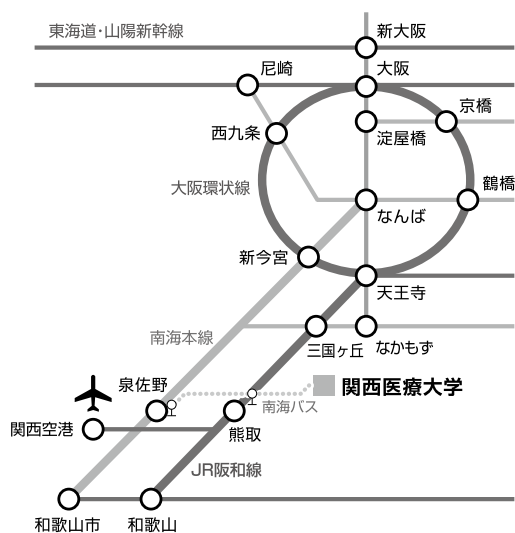 東海道・山陽新幹線
新大阪
尼崎
大阪
京橋
西九条
淀屋橋
大阪環状線
鶴橋
なんば
新今宮
天王寺
南海本線
三国ヶ丘
なかもず
泉佐野
関西医療大学
南海バス
関西空港
熊取
JR阪和線
和歌山市
和歌山